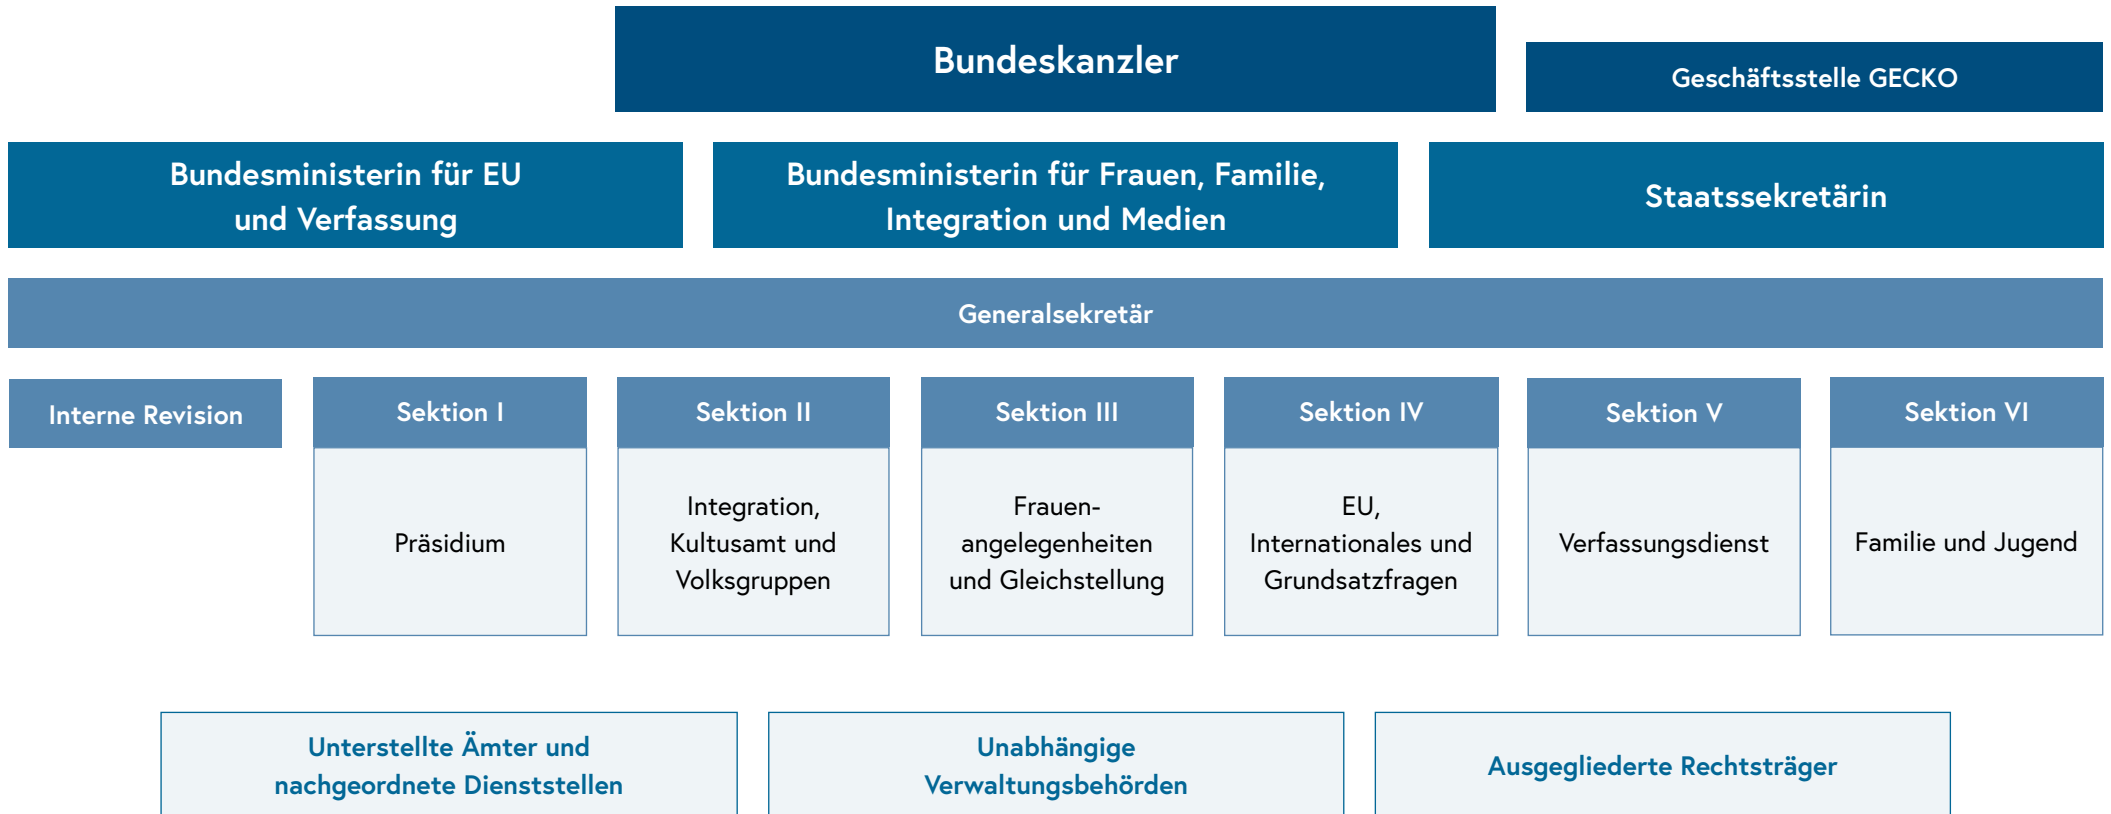 Bundeskanzler
Geschäftsstelle GECKO
Bundesministerin für EU
und Verfassung
Bundesministerin für Frauen, Familie,
Integration und Medien
Staatssekretärin
Generalsekretär
Interne Revision
Sektion I
Präsidium
Sektion II
Integration,
Kultusamt und
Volksgruppen
Sektion III
Frauen-
angelegenheiten
und Gleichstellung
Sektion IV
EU,
Internationales und
Grundsatzfragen
Sektion V
Verfassungsdienst
Sektion VI
Familie und Jugend
Unterstellte Ämter und
nachgeordnete Dienststellen
Unabhängige
Verwaltungsbehörden
Ausgegliederte Rechtsträger